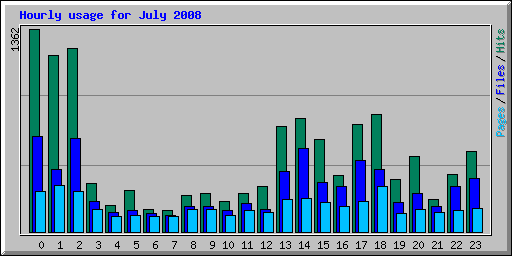 Hourly usage for July 2008
1362
Pages / Files / Hits
0 1 2 3 4 5 6 7 8 9 10 11 12 13 14 15 16 17 18 19 20 21 22 23